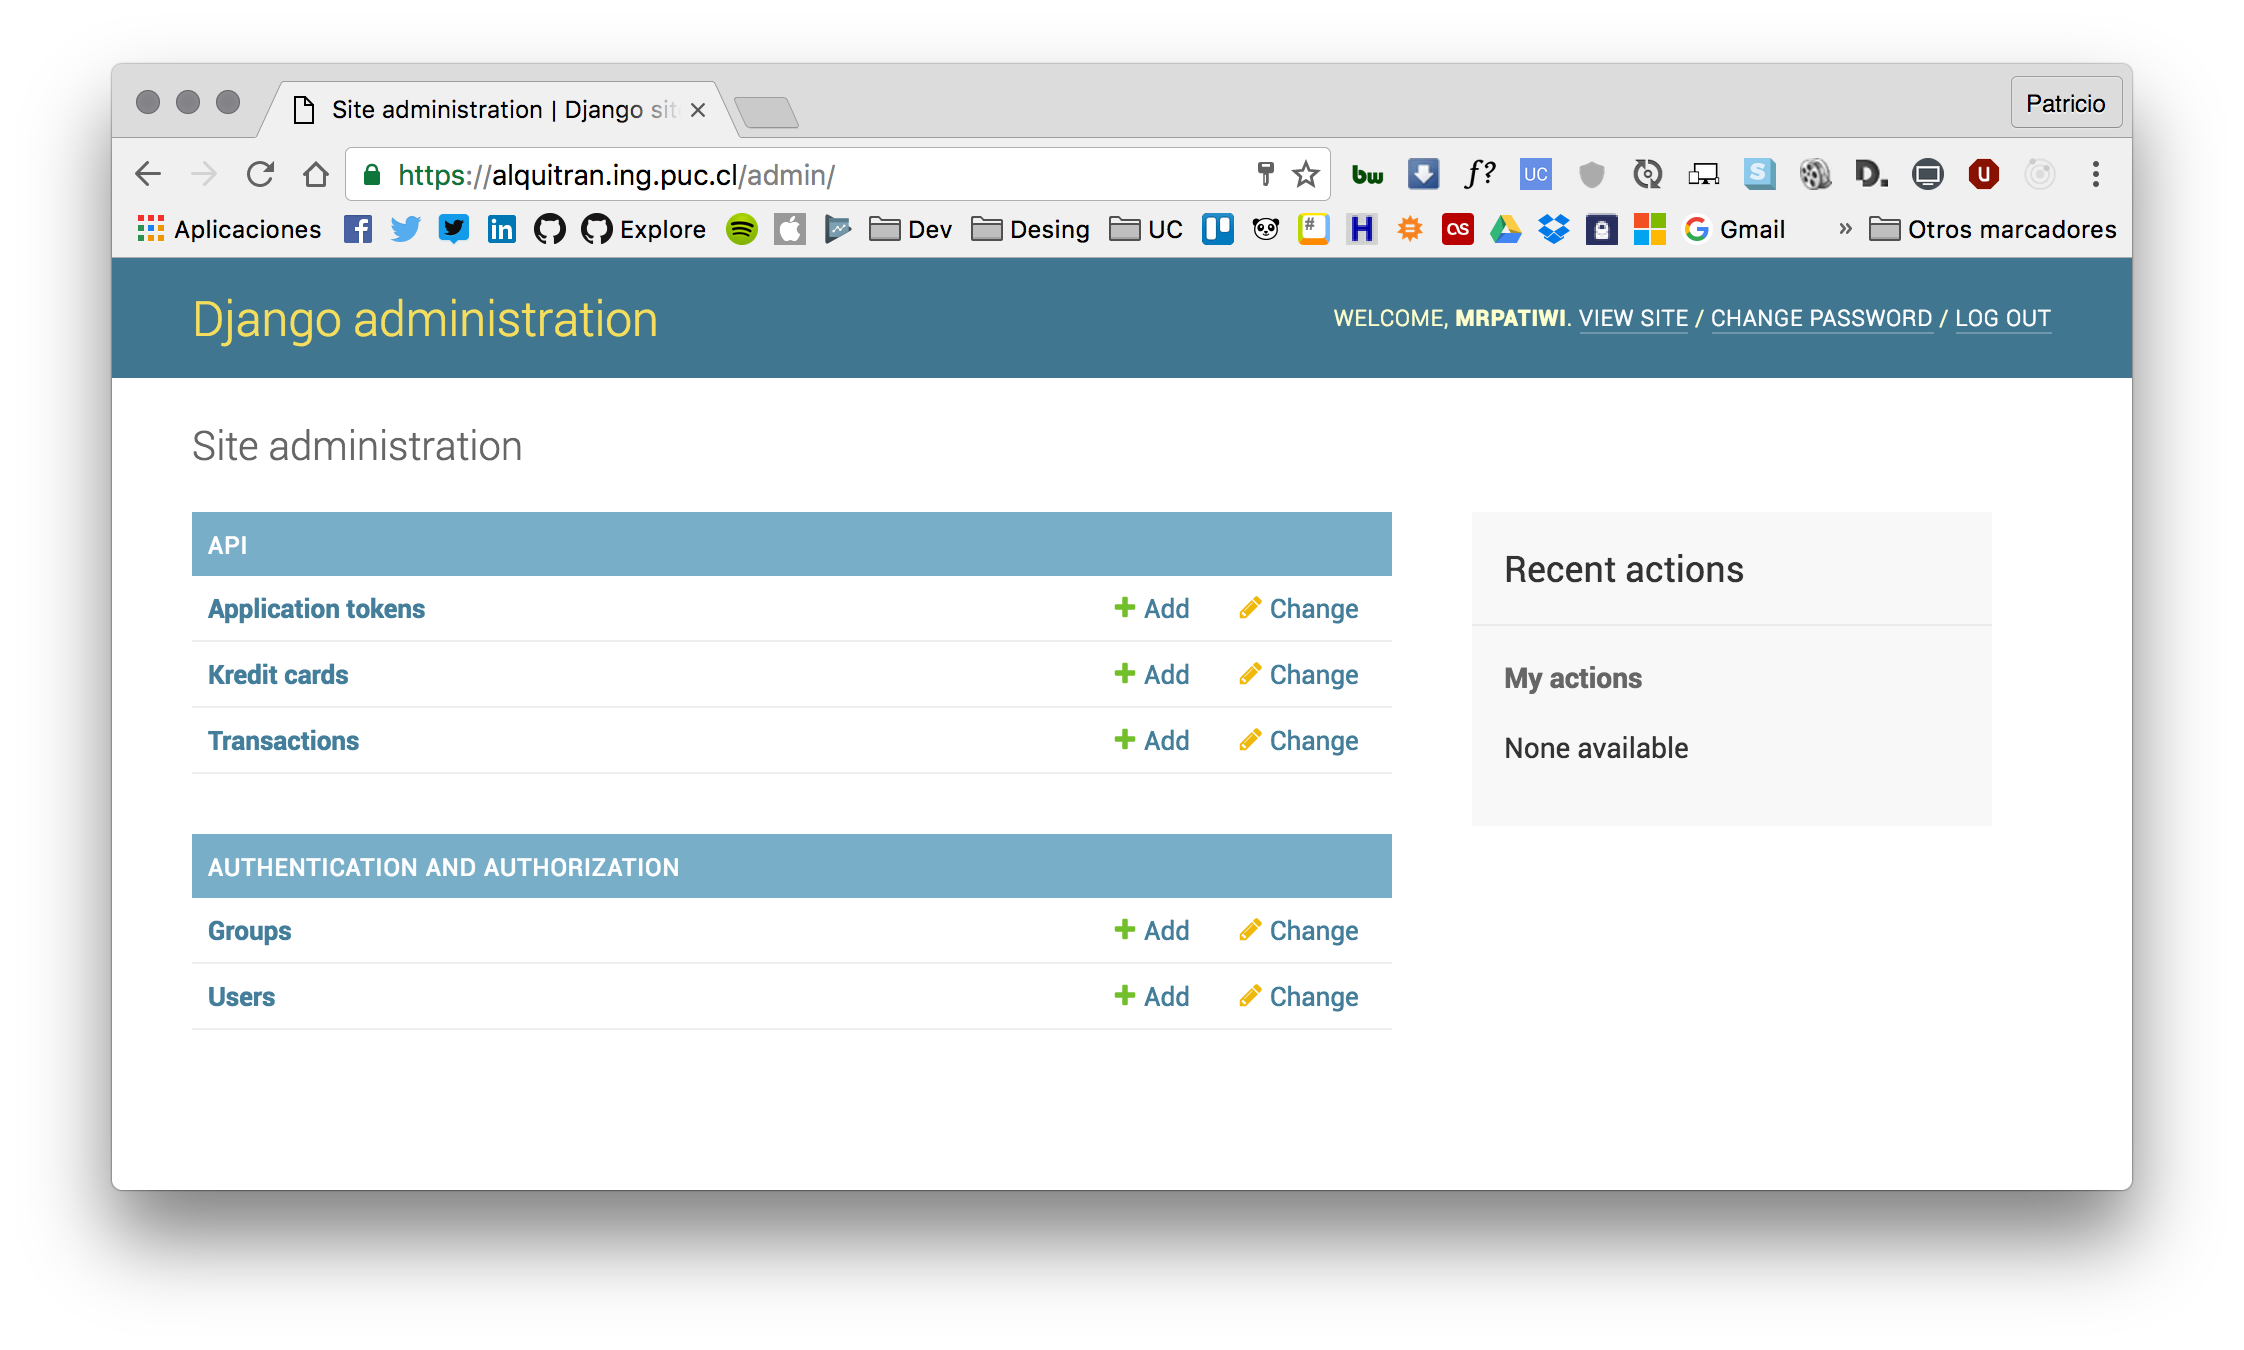 Site administration | Django sit
Patricio
https://alquitran.ing.puc.cl/admin/
bw f? UC S D. U
Aplicaciones f in Explore Dev Desing UC # H as G Gmail » Otros marcadores
Django administration
WELCOME, MRPATIWI. VIEW SITE / CHANGE PASSWORD / LOG OUT
Site administration
API
Application tokens Add Change
Kredit cards Add Change
Transactions Add Change
AUTHENTICATION AND AUTHORIZATION
Groups Add Change
Users Add Change
Recent actions
My actions
None available